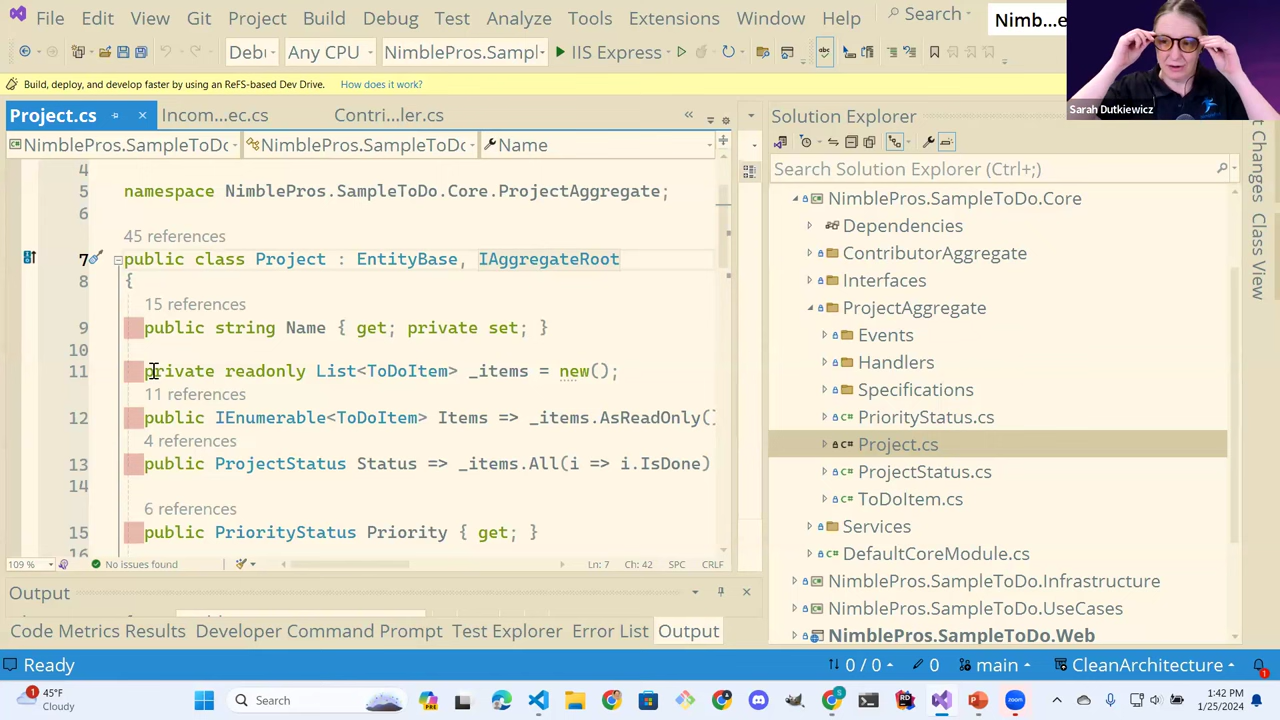 File Edit View Git Project Build Debug Test Analyze Tools Extensions Window Help Search Nimb...e
Debu Any CPU NimblePros.Sampl IIS Express
Build, deploy, and develop faster by using an ReFS-based Dev Drive. How does it work?
Sarah Dutkiewicz
Project.cs Incom...ec.cs Contri...ler.cs
NimblePros.SampleToDo NimblePros.SampleToDo Name
4
5 namespace NimblePros.SampleToDo.Core.ProjectAggregate;
6
45 references
7 public class Project : EntityBase, IAggregateRoot
8 {
15 references
9 public string Name { get; private set; }
10
11 private readonly List<ToDoItem> _items = new();
11 references
12 public IEnumerable<ToDoItem> Items => _items.AsReadOnly()
4 references
13 public ProjectStatus Status => _items.All(i => i.IsDone)
14
6 references
15 public PriorityStatus Priority { get; }
16
109 % No issues found Ln: 7 Ch: 42 SPC CRLF
Output
Code Metrics Results Developer Command Prompt Test Explorer Error List Output
Solution Explorer
Search Solution Explorer (Ctrl+;)
NimblePros.SampleToDo.Core
Dependencies
ContributorAggregate
Interfaces
ProjectAggregate
Events
Handlers
Specifications
PriorityStatus.cs
Project.cs
ProjectStatus.cs
ToDoItem.cs
Services
DefaultCoreModule.cs
NimblePros.SampleToDo.Infrastructure
NimblePros.SampleToDo.UseCases
NimblePros.SampleToDo.Web
t Changes
Class View
Ready 0 / 0 0 main CleanArchitecture 1
1 45°F
Cloudy
Search
1:42 PM
1/25/2024